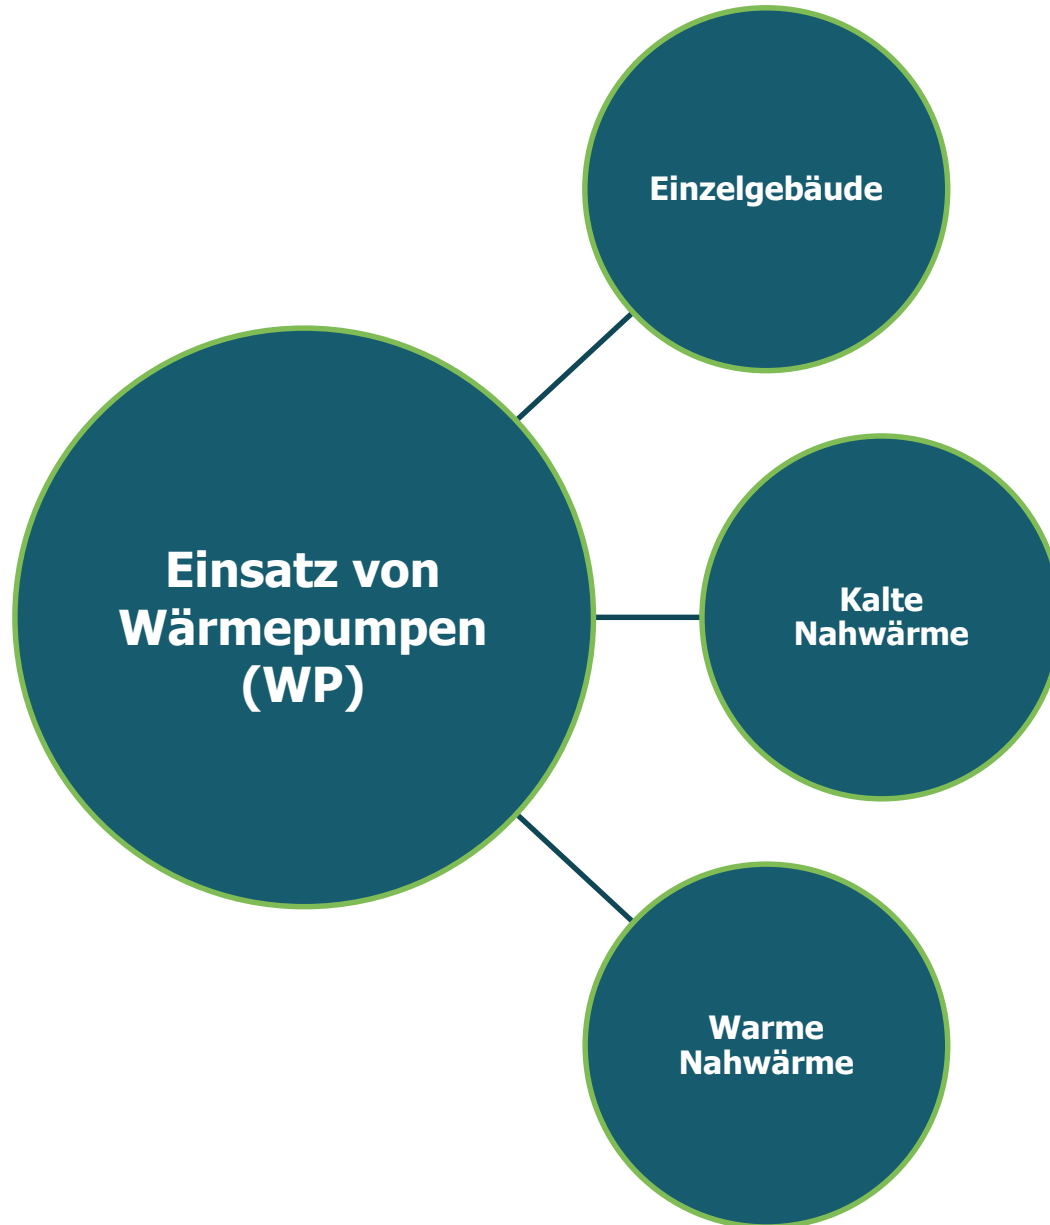 Einzelgebäude
Einsatz von
Wärmepumpen
(WP)
Kalte
Nahwärme
Warme
Nahwärme